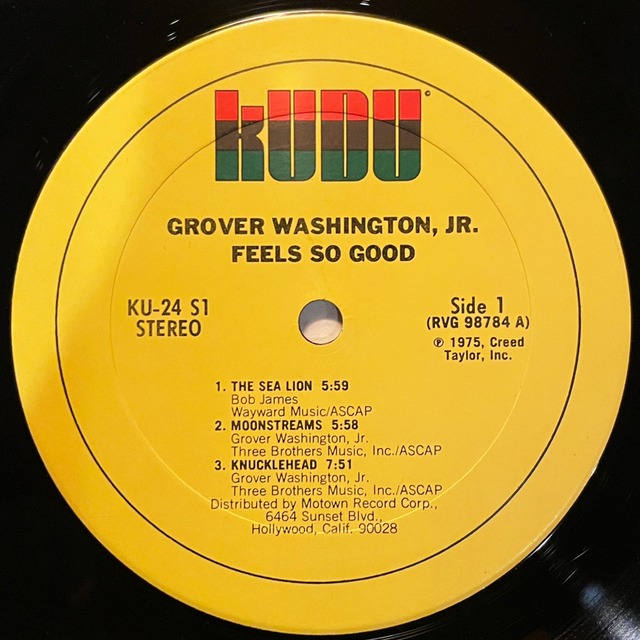 kUDU ©
GROVER WASHINGTON, JR.
FEELS SO GOOD
KU-24 S1
STEREO
Side 1
(RVG 98784 A)
℗ 1975, Creed
Taylor, Inc.
1. THE SEA LION 5:59
Bob James
Wayward Music/ASCAP
2. MOONSTREAMS 5:58
Grover Washington, Jr.
Three Brothers Music, Inc./ASCAP
3. KNUCKLEHEAD 7:51
Grover Washington, Jr.
Three Brothers Music, Inc./ASCAP
Distributed by Motown Record Corp.,
6464 Sunset Blvd.,
Hollywood, Calif. 90028